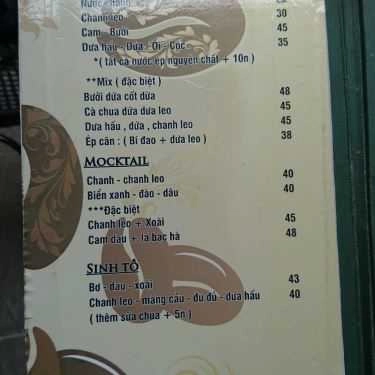 Chanh leo 30
Cam - Bưởi 45
Dưa hấu - Dứa - Ổi - Cóc 35
*( tất cả nước ép nguyên chất + 10n )
**Mix ( đặc biệt )
Bưởi dứa cốt dừa 48
Cà chua dứa dưa leo 45
Dưa hấu , dứa , chanh leo 45
Ép cần : ( Bí đao + dưa leo ) 38
MOCKTAIL
Chanh - chanh leo 40
Biển xanh - đào - dâu 40
***Đặc biệt
Chanh leo + Xoài 45
Cam dâu + lá bạc hà 48
SINH TỐ
Bơ - dâu - xoài 43
Chanh leo - mãng cầu - đu đủ - dưa hấu 40
( thêm sữa chua + 5n )